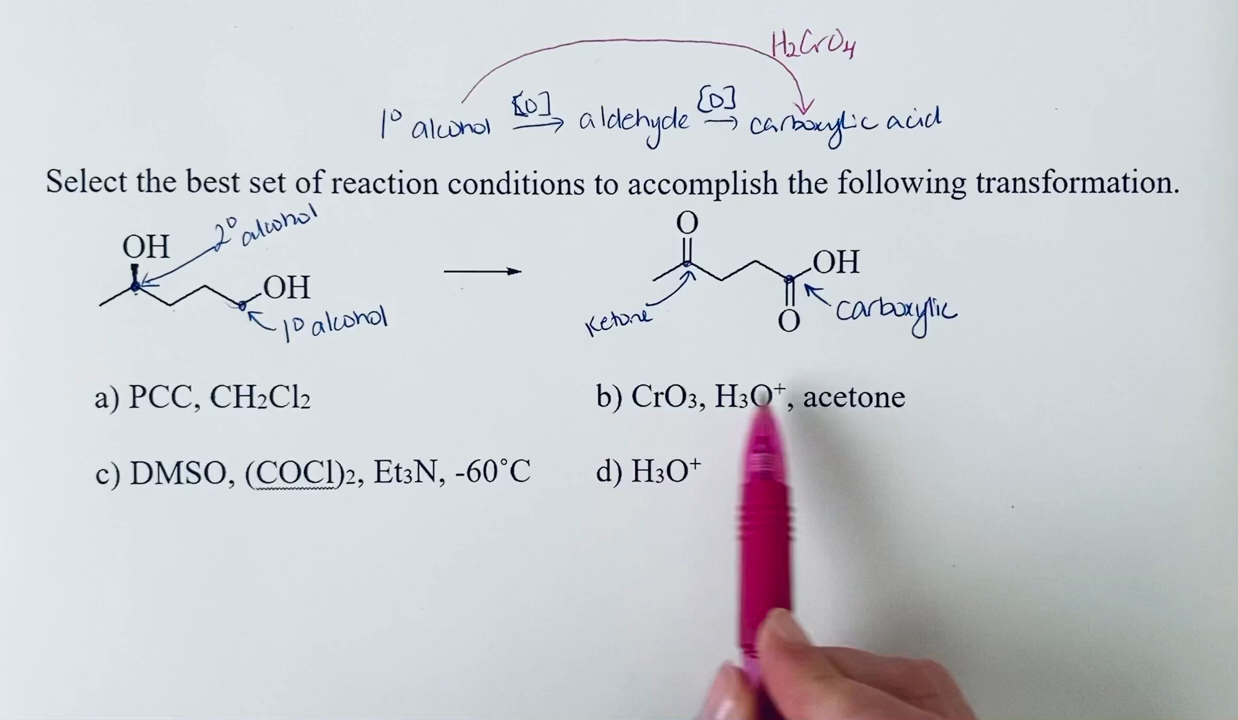 H₂CrO₄
1° alcohol [O] → aldehyde [O] → carboxylic acid
Select the best set of reaction conditions to accomplish the following transformation.
OH 2° alcohol
OH
1° alcohol
O
OH
Ketone
O
carboxylic
a) PCC, CH₂Cl₂
b) CrO₃, H₃O⁺, acetone
c) DMSO, (COCl)₂, Et₃N, -60°C
d) H₃O⁺